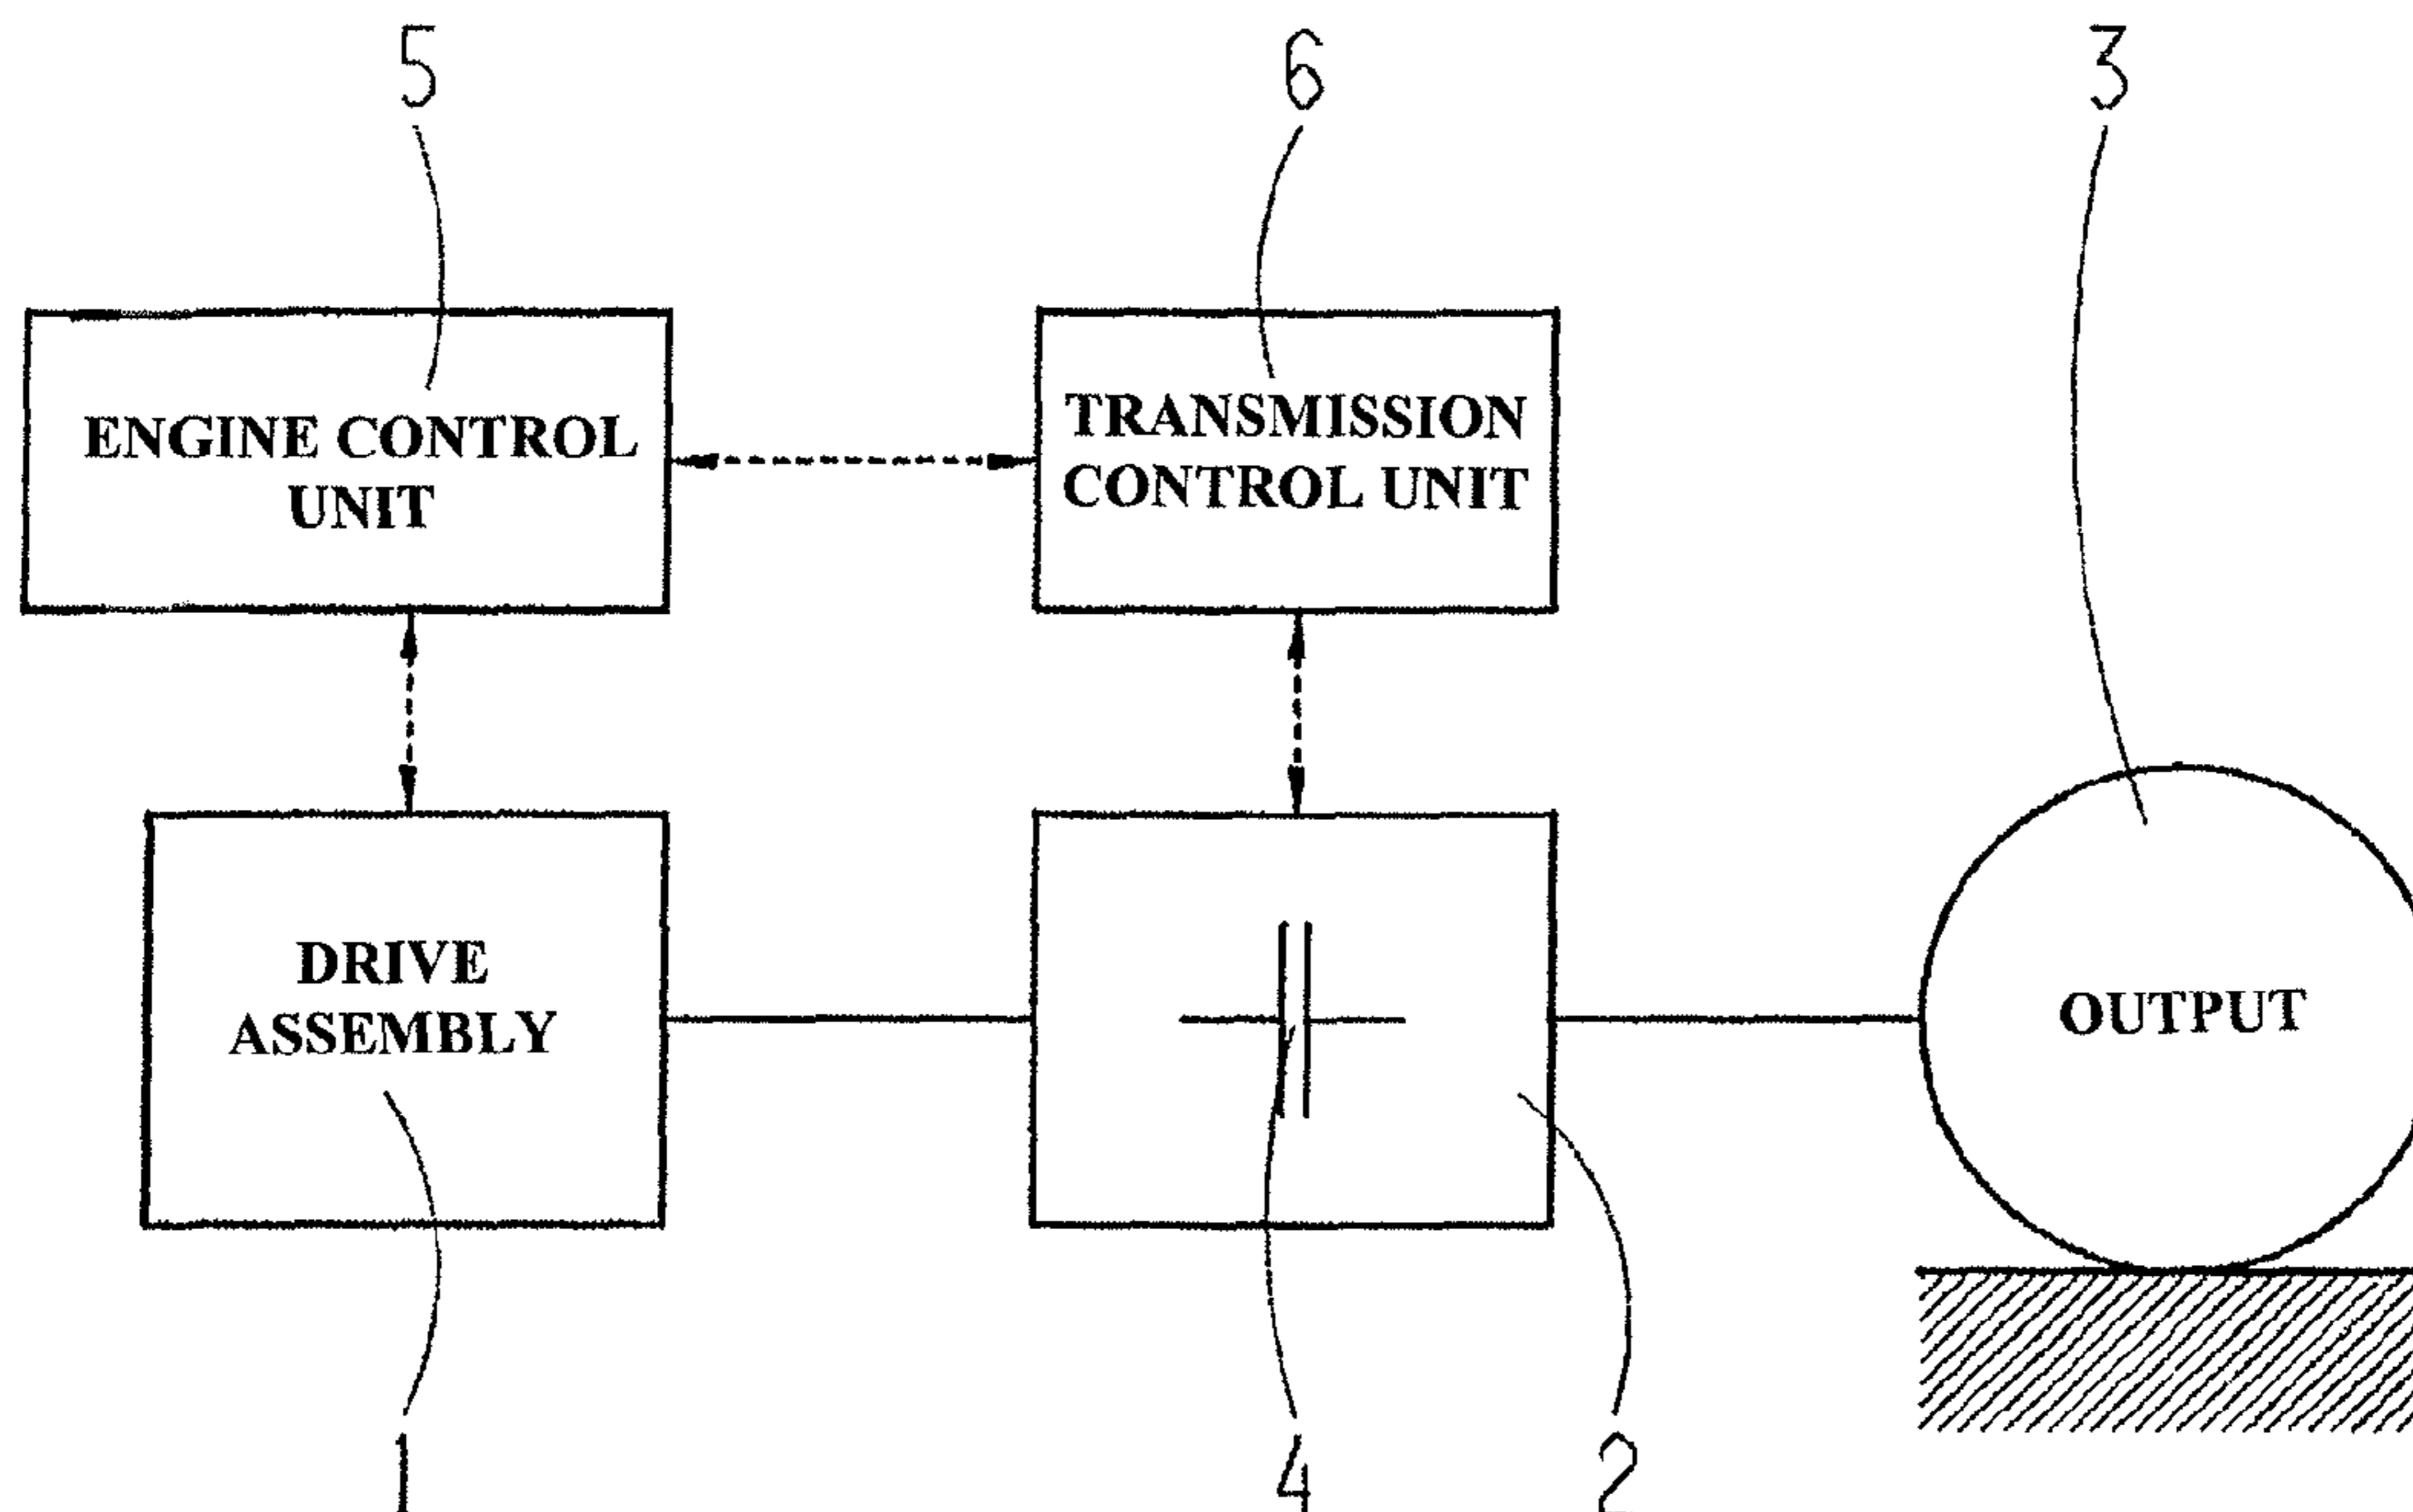 5 6 3
ENGINE CONTROL
UNIT
TRANSMISSION
CONTROL UNIT
DRIVE
ASSEMBLY
OUTPUT
1 4 2